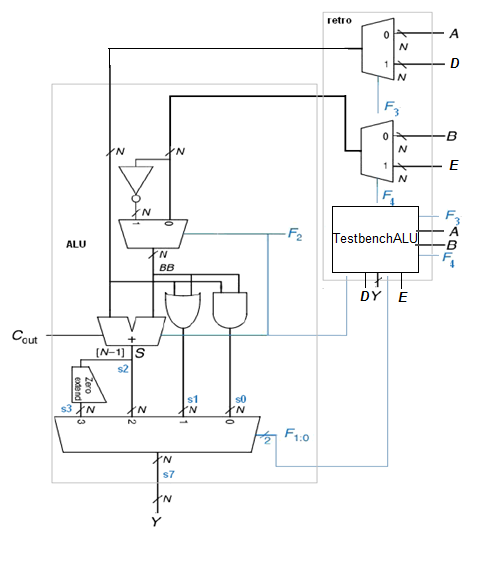 retro
0
N
A
1
N
D
F3
0
N
B
1
N
E
F4
N
N
N
1
0
F2
N
ALU
BB
TestbenchALU
F3
A
B
F4
D Y E
Cout
+
[N-1] S
s2
Zero extend
s3 N
N
s1
N
s0
N
3
2
1
0
2
F1:0
N
s7
N
Y